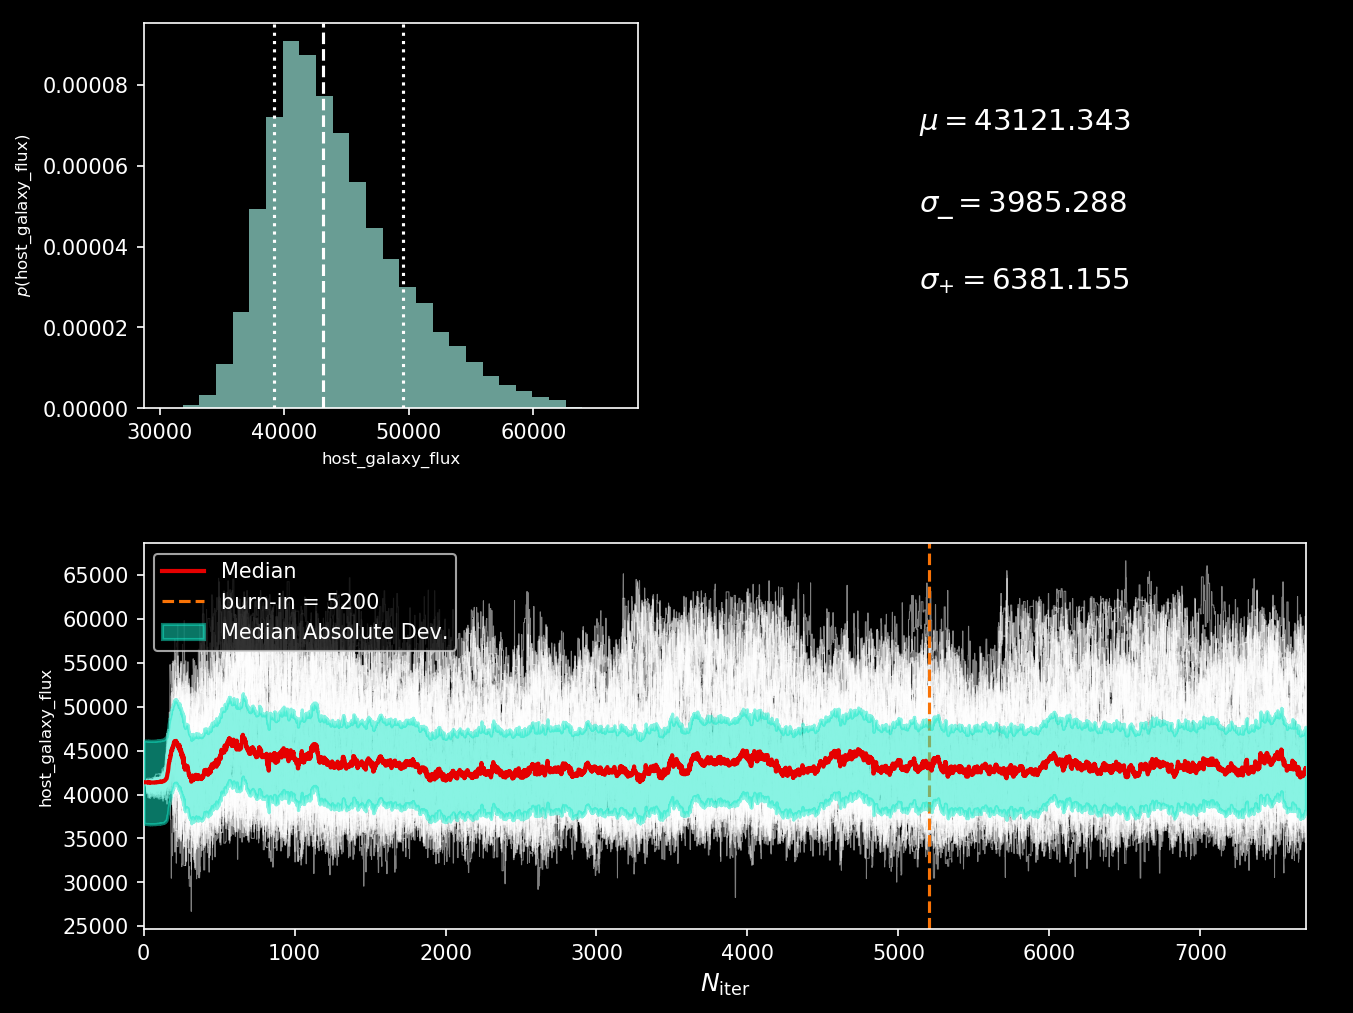 0.00008
0.00006
0.00004
0.00002
0.00000
p(host_galaxy_flux)
30000 40000 50000 60000
host_galaxy_flux
μ = 43121.343
σ₋ = 3985.288
σ₊ = 6381.155
65000
60000
55000
50000
45000
40000
35000
30000
25000
host_galaxy_flux
Median
burn-in = 5200
Median Absolute Dev.
0 1000 2000 3000 4000 5000 6000 7000
N_iter